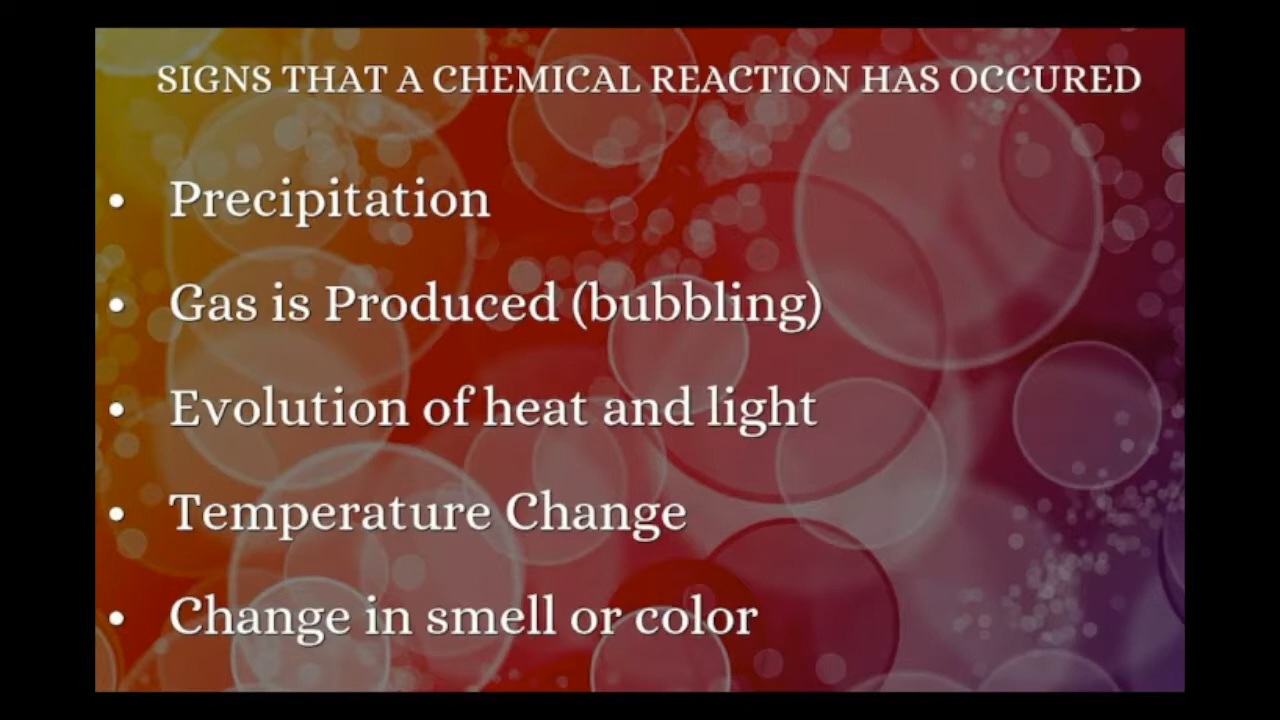 SIGNS THAT A CHEMICAL REACTION HAS OCCURED
• Precipitation
• Gas is Produced (bubbling)
• Evolution of heat and light
• Temperature Change
• Change in smell or color